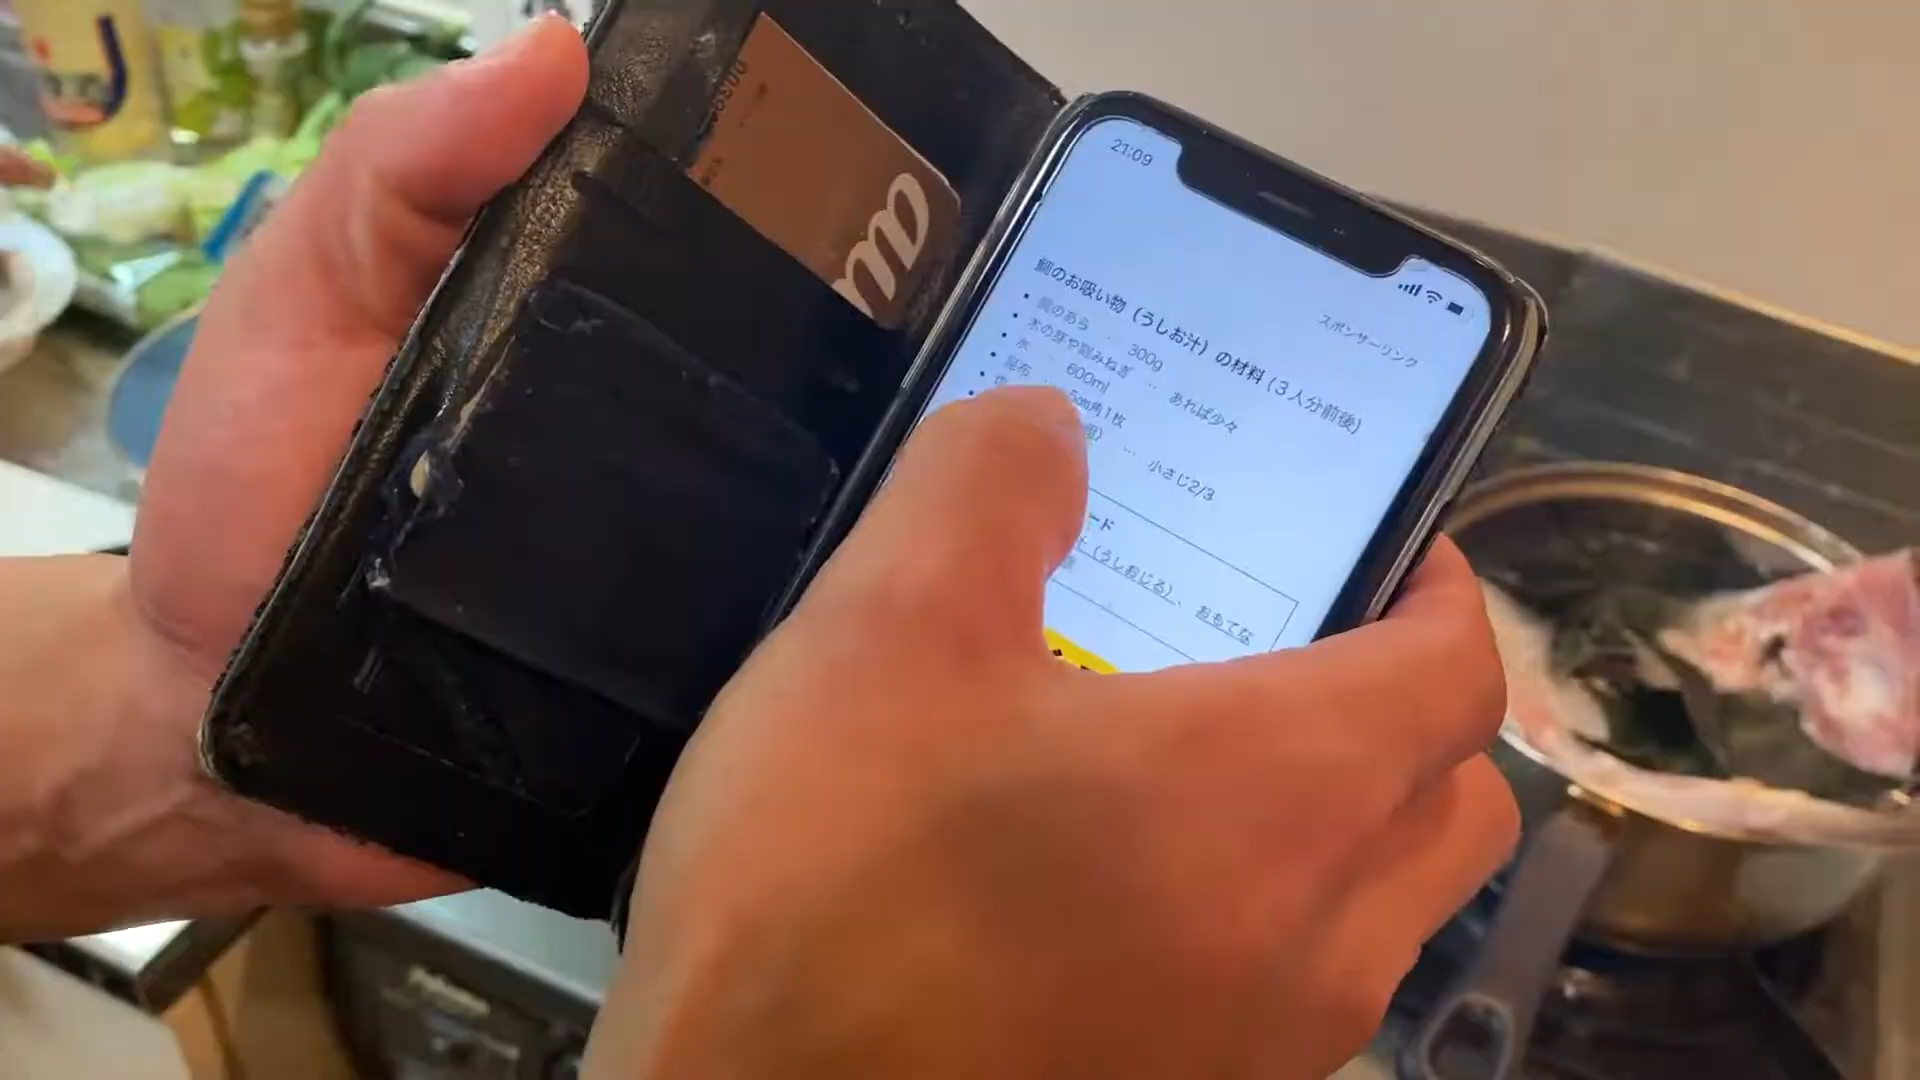 21:09
スポンサーリンク
鯛のお吸い物（うしお汁）の材料（３人分前後）
鯛のあら … 300g
木の芽や刻みねぎ … あれば少々
水 … 600ml
昆布 … 5cm角1枚
用） … 小さじ2/3
ード
（うしおじる）、おもてな
au